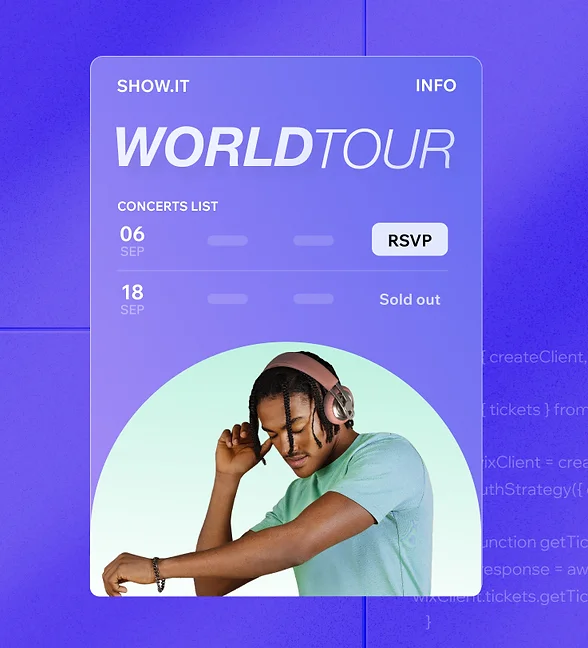 SHOW.IT
INFO
WORLDTOUR
CONCERTS LIST
06
SEP
RSVP
18
SEP
Sold out
{ createClient,
{ tickets } from
ixClient = crea
uthStrategy({
unction getTic
response = aw
wixClient.tickets.getTic
}